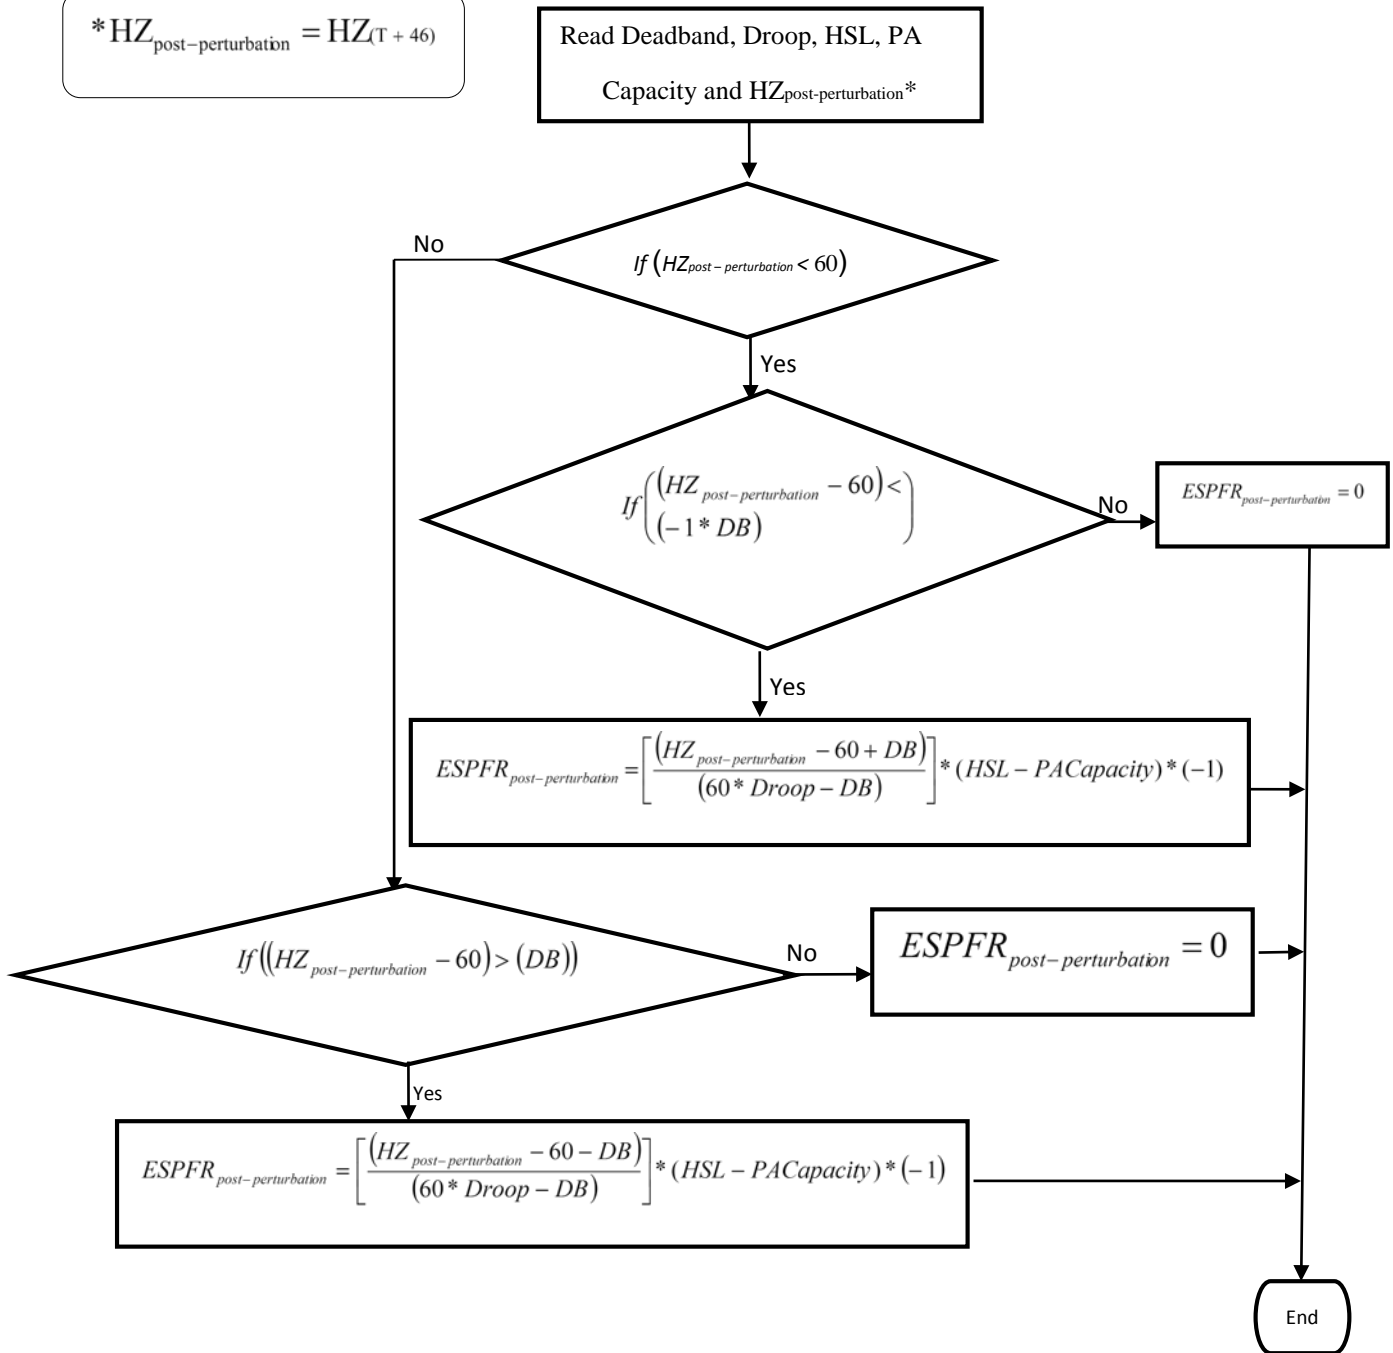 *HZpost−perturbation = HZ(T + 46)
Read Deadband, Droop, HSL, PA
Capacity and HZpost-perturbation*
No
If (HZpost − perturbation < 60)
Yes
If ((HZ post−perturbation − 60) <
(− 1* DB))
No
ESPFR post−perturbation = 0
Yes
ESPFR post−perturbation = [(HZ post−perturbation − 60 + DB) / (60* Droop − DB)] * (HSL − PACapacity) * (−1)
If ((HZ post−perturbation − 60) > (DB))
No
ESPFR post−perturbation = 0
Yes
ESPFR post−perturbation = [(HZ post−perturbation − 60 − DB) / (60* Droop − DB)] * (HSL − PACapacity) * (−1)
End